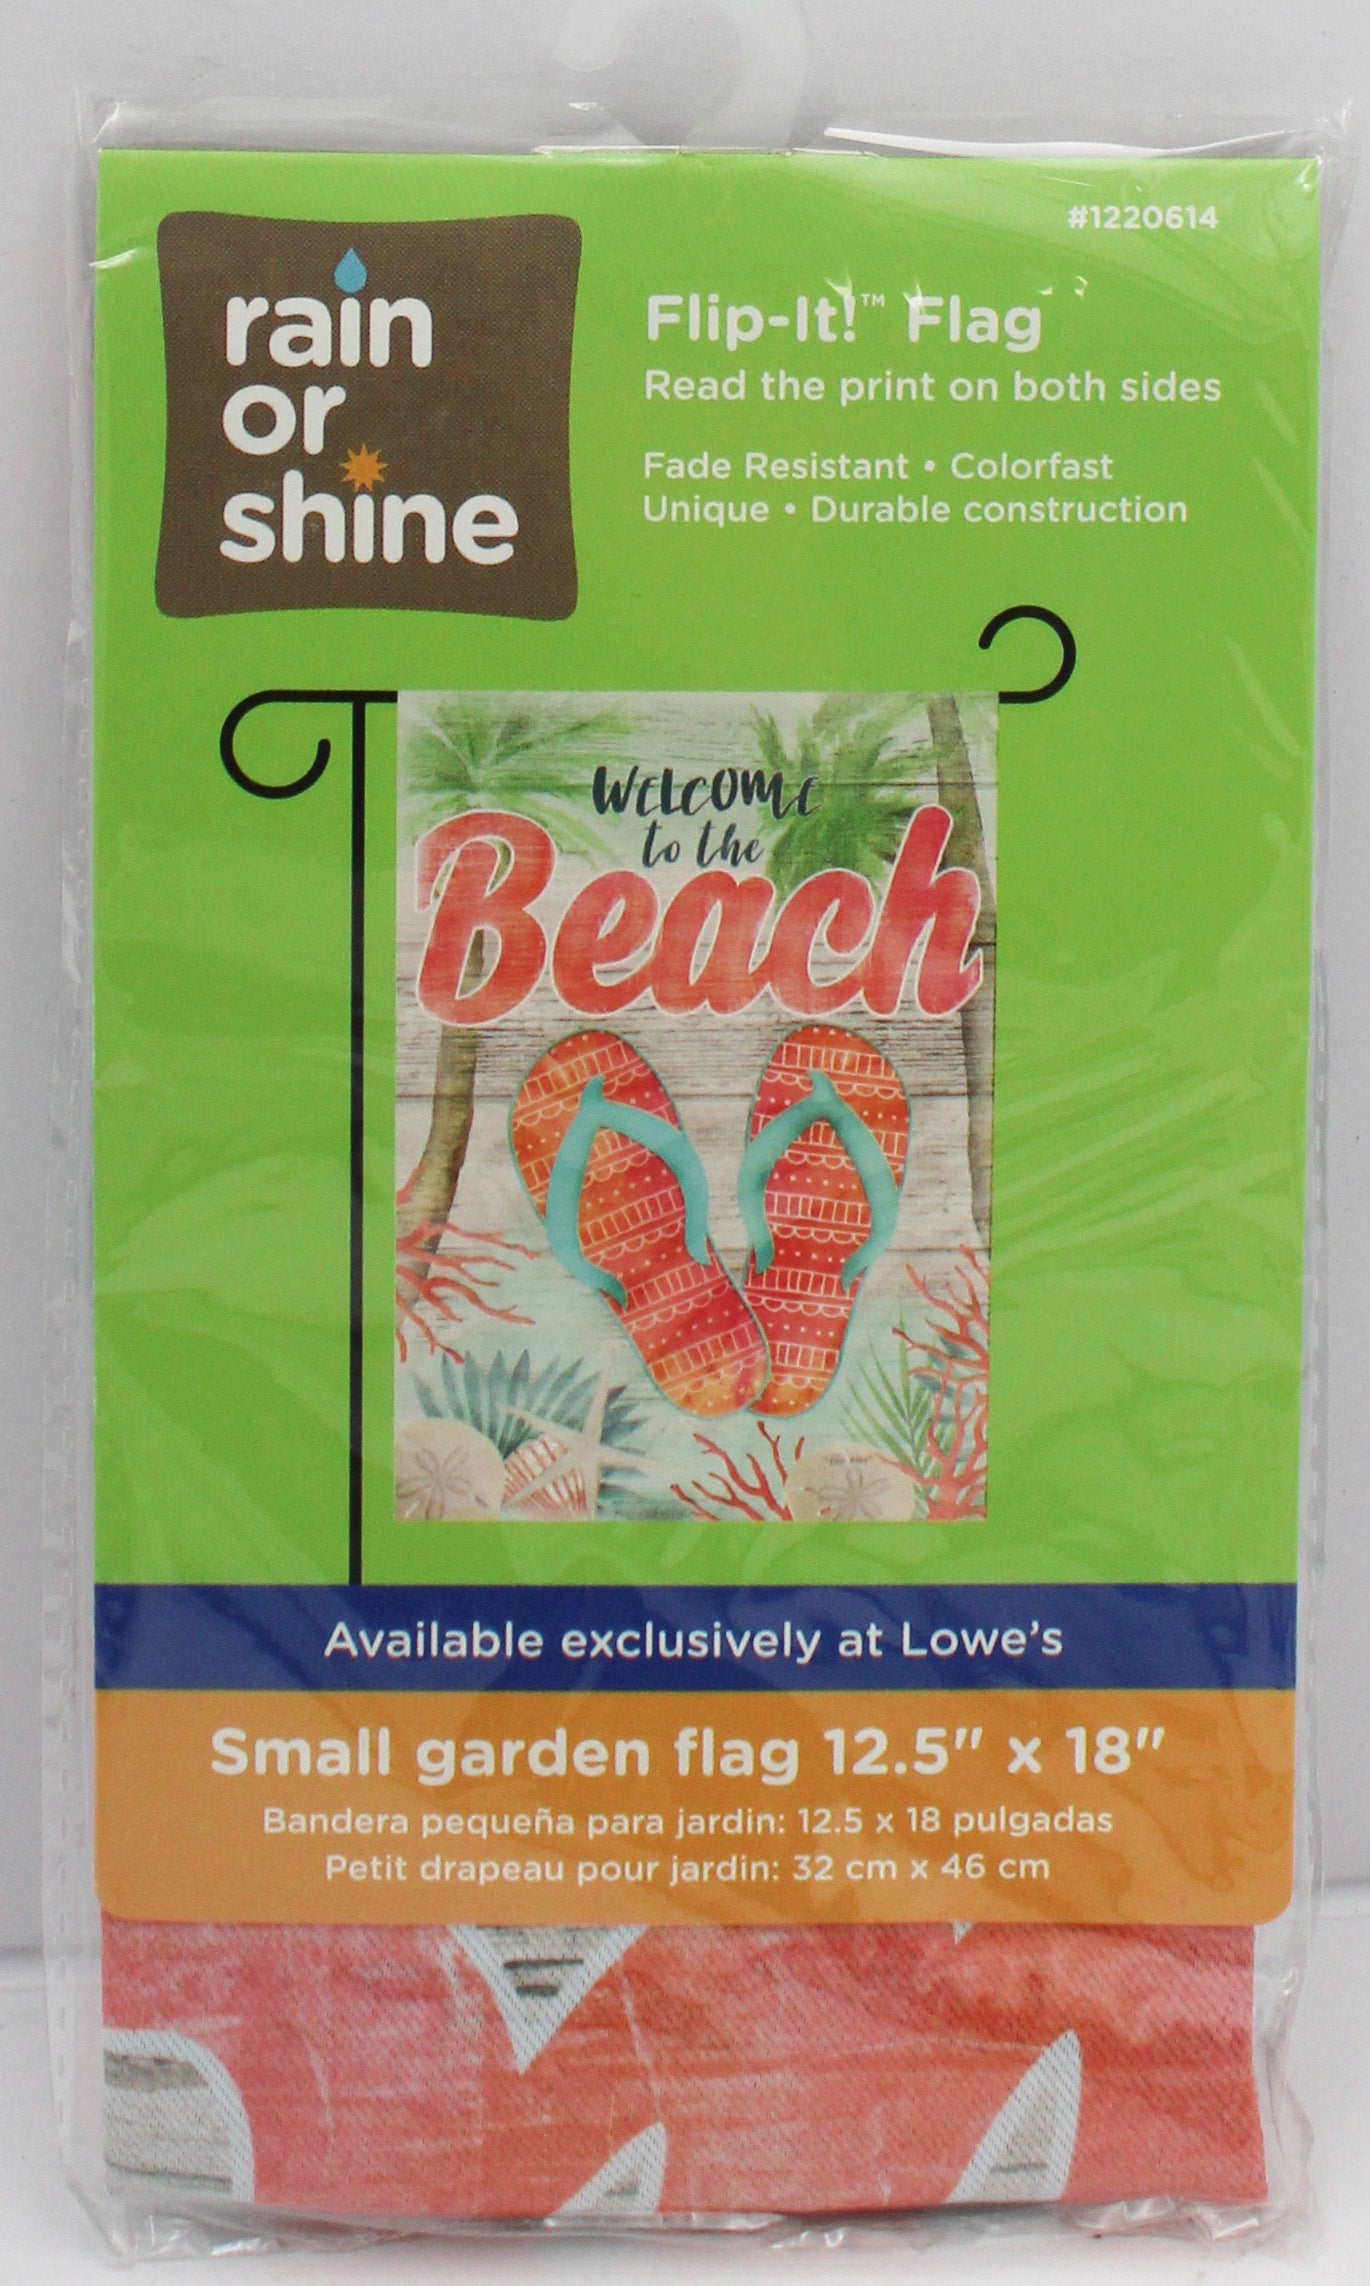 #1220614
rain
or
shine
Flip-It!™ Flag
Read the print on both sides
Fade Resistant • Colorfast
Unique • Durable construction
WELCOME
to the
Beach
Available exclusively at Lowe's
Small garden flag 12.5" x 18"
Bandera pequeña para jardin: 12.5 x 18 pulgadas
Petit drapeau pour jardin: 32 cm x 46 cm